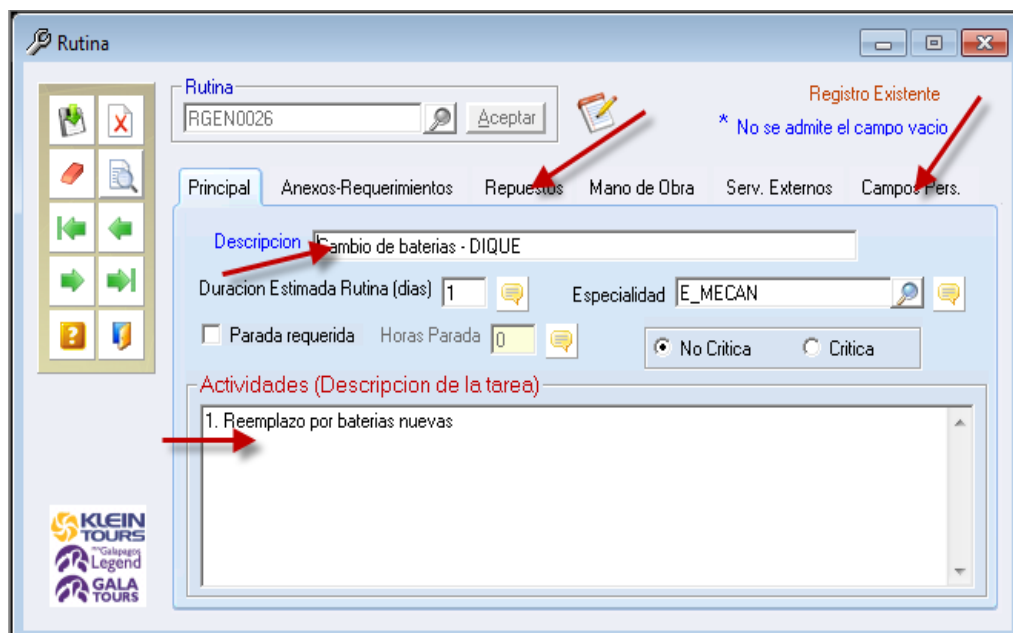 Rutina
Rutina
RGEN0026
Aceptar
Registro Existente
* No se admite el campo vacio
Principal Anexos-Requerimientos Repuestos Mano de Obra Serv. Externos Campos Pers.
Descripcion Cambio de baterias - DIQUE
Duracion Estimada Rutina (dias) 1 Especialidad E_MECAN
Parada requerida Horas Parada 0 No Critica Critica
Actividades (Descripcion de la tarea)
1. Reemplazo por baterias nuevas
KLEIN
TOURS
Galapagos
Legend
GALA
TOURS